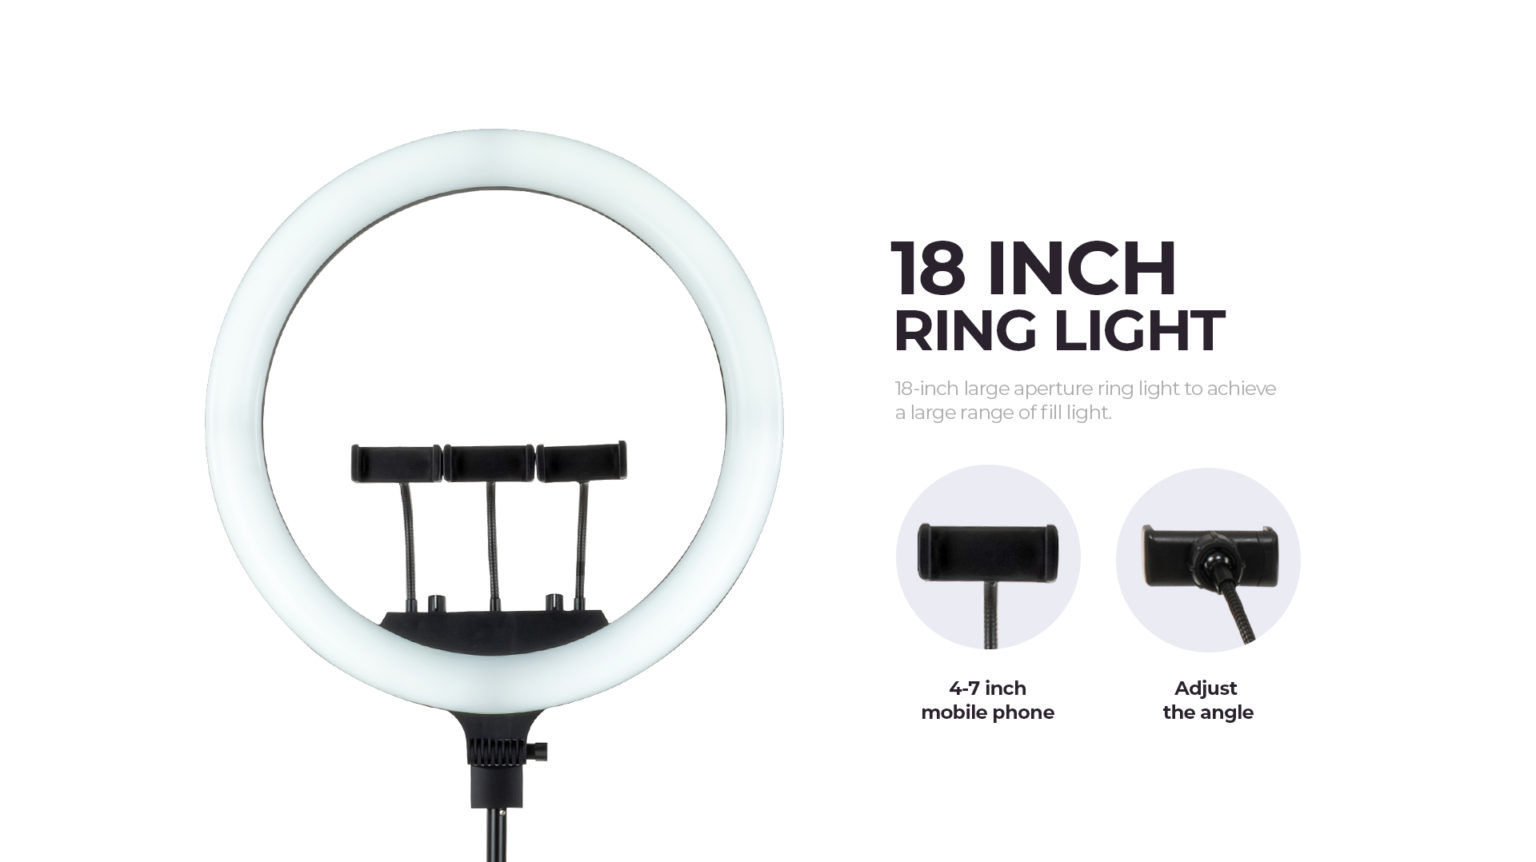 18 INCH
RING LIGHT
18-inch large aperture ring light to achieve
a large range of fill light.
4-7 inch
mobile phone
Adjust
the angle